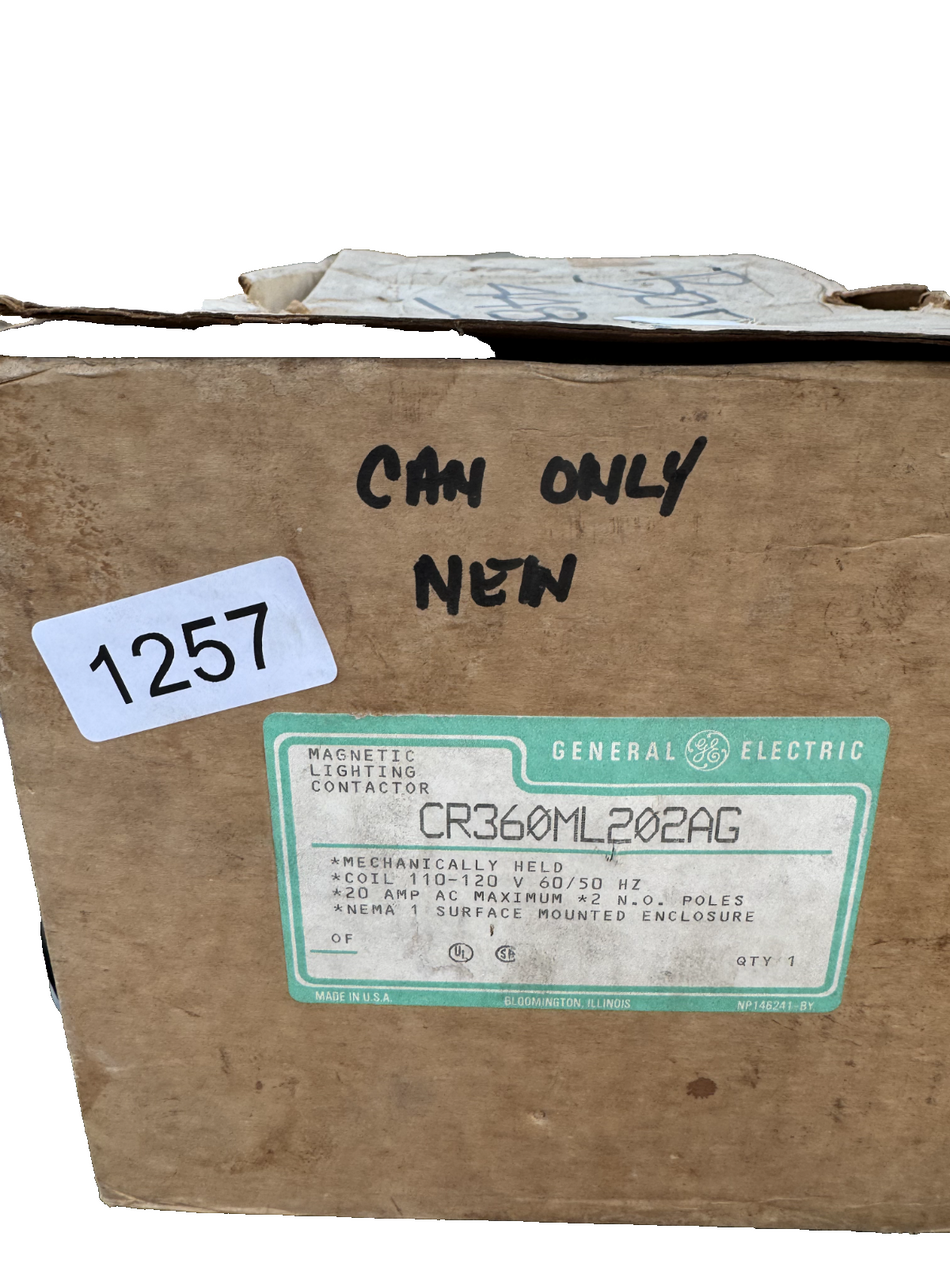 CAN ONLY
NEW
1257
GENERAL GE ELECTRIC
MAGNETIC
LIGHTING
CONTACTOR
CR360ML202AG
*MECHANICALLY HELD
*COIL 110-120 V 60/50 HZ
*20 AMP AC MAXIMUM *2 N.O. POLES
*NEMA 1 SURFACE MOUNTED ENCLOSURE
OF
UL
QTY 1
MADE IN U.S.A.
BLOOMINGTON, ILLINOIS
NP146241-BY